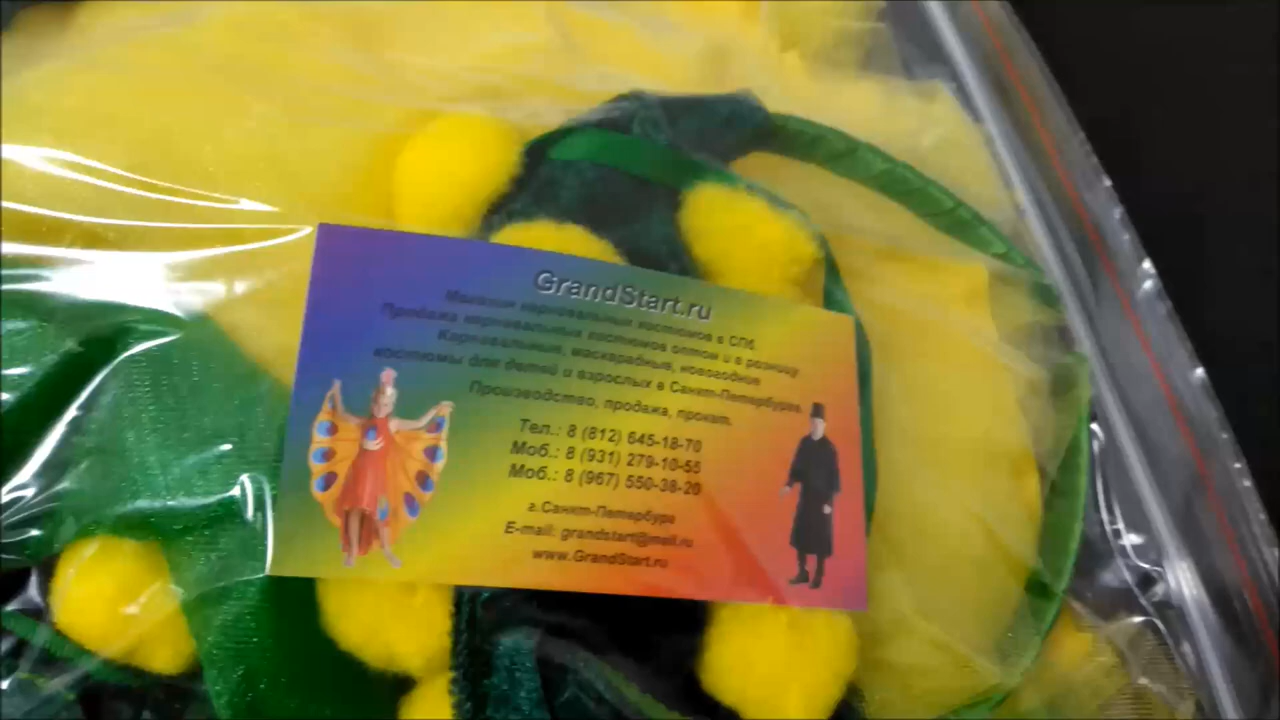 GrandStart.ru
Магазин карнавальных костюмов в СПб.
Продажа карнавальных костюмов оптом и в розницу
Карнавальные, маскарадные, новогодние
костюмы для детей и взрослых в Санкт-Петербурге.
Производство, продажа, прокат.
Тел.: 8 (812) 645-18-70
Моб.: 8 (931) 279-10-55
Моб.: 8 (967) 550-38-20
г.Санкт-Петербург
E-mail: grandstart@mail.ru
www.GrandStart.ru